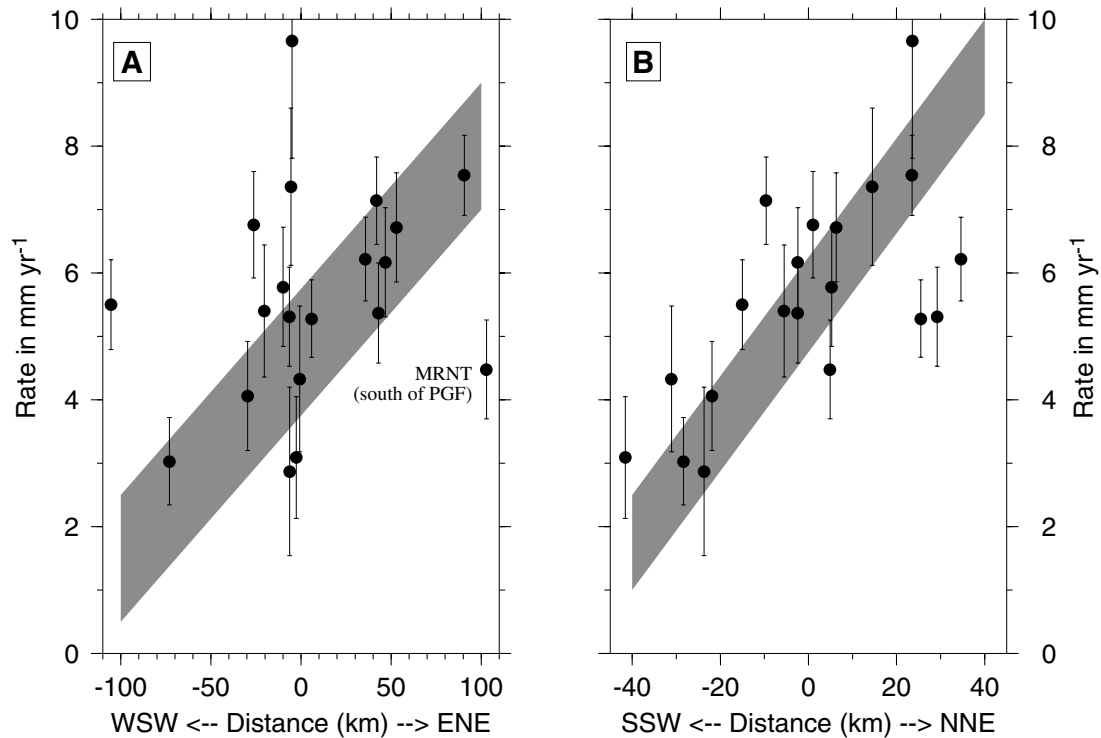 A
B
10
8
6
4
2
0
Rate in mm yr-1
MRNT
(south of PGF)
-100 -50 0 50 100
WSW <-- Distance (km) --> ENE
-40 -20 0 20 40
SSW <-- Distance (km) --> NNE
10
8
6
4
2
0
Rate in mm yr-1